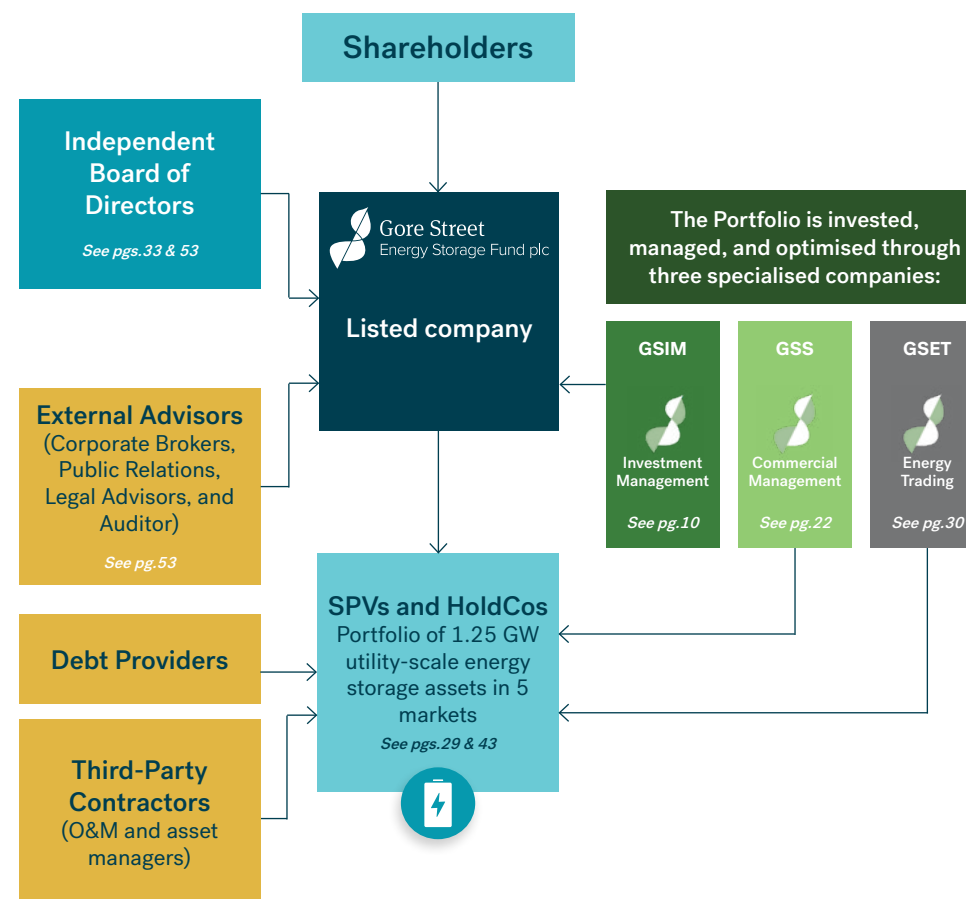 Shareholders
Independent
Board of
Directors
See pgs.33 & 53
Gore Street
Energy Storage Fund plc
Listed company
The Portfolio is invested,
managed, and optimised through
three specialised companies:
GSIM
Investment
Management
See pg.10
GSS
Commercial
Management
See pg.22
GSET
Energy
Trading
See pg.30
External Advisors
(Corporate Brokers,
Public Relations,
Legal Advisors, and
Auditor)
See pg.53
SPVs and HoldCos
Portfolio of 1.25 GW
utility-scale energy
storage assets in 5
markets
See pgs.29 & 43
Debt Providers
Third-Party
Contractors
(O&M and asset
managers)